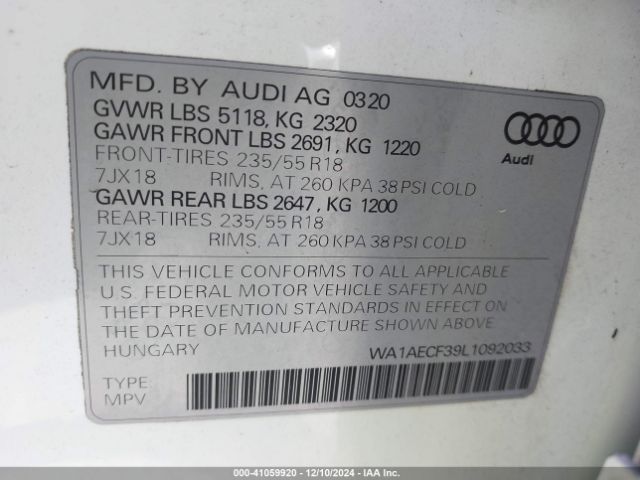 MFD. BY AUDI AG 0320
GVWR LBS 5118, KG 2320
GAWR FRONT LBS 2691, KG 1220
FRONT-TIRES 235/55 R18
7JX18 RIMS, AT 260 KPA 38 PSI COLD
GAWR REAR LBS 2647, KG 1200
REAR-TIRES 235/55 R18
7JX18 RIMS, AT 260 KPA 38 PSI COLD
Audi
THIS VEHICLE CONFORMS TO ALL APPLICABLE
U.S. FEDERAL MOTOR VEHICLE SAFETY AND
THEFT PREVENTION STANDARDS IN EFFECT ON
THE DATE OF MANUFACTURE SHOWN ABOVE
HUNGARY WA1AECF39L1092033
TYPE
MPV
000-41059920 - 12/10/2024 - IAA Inc.